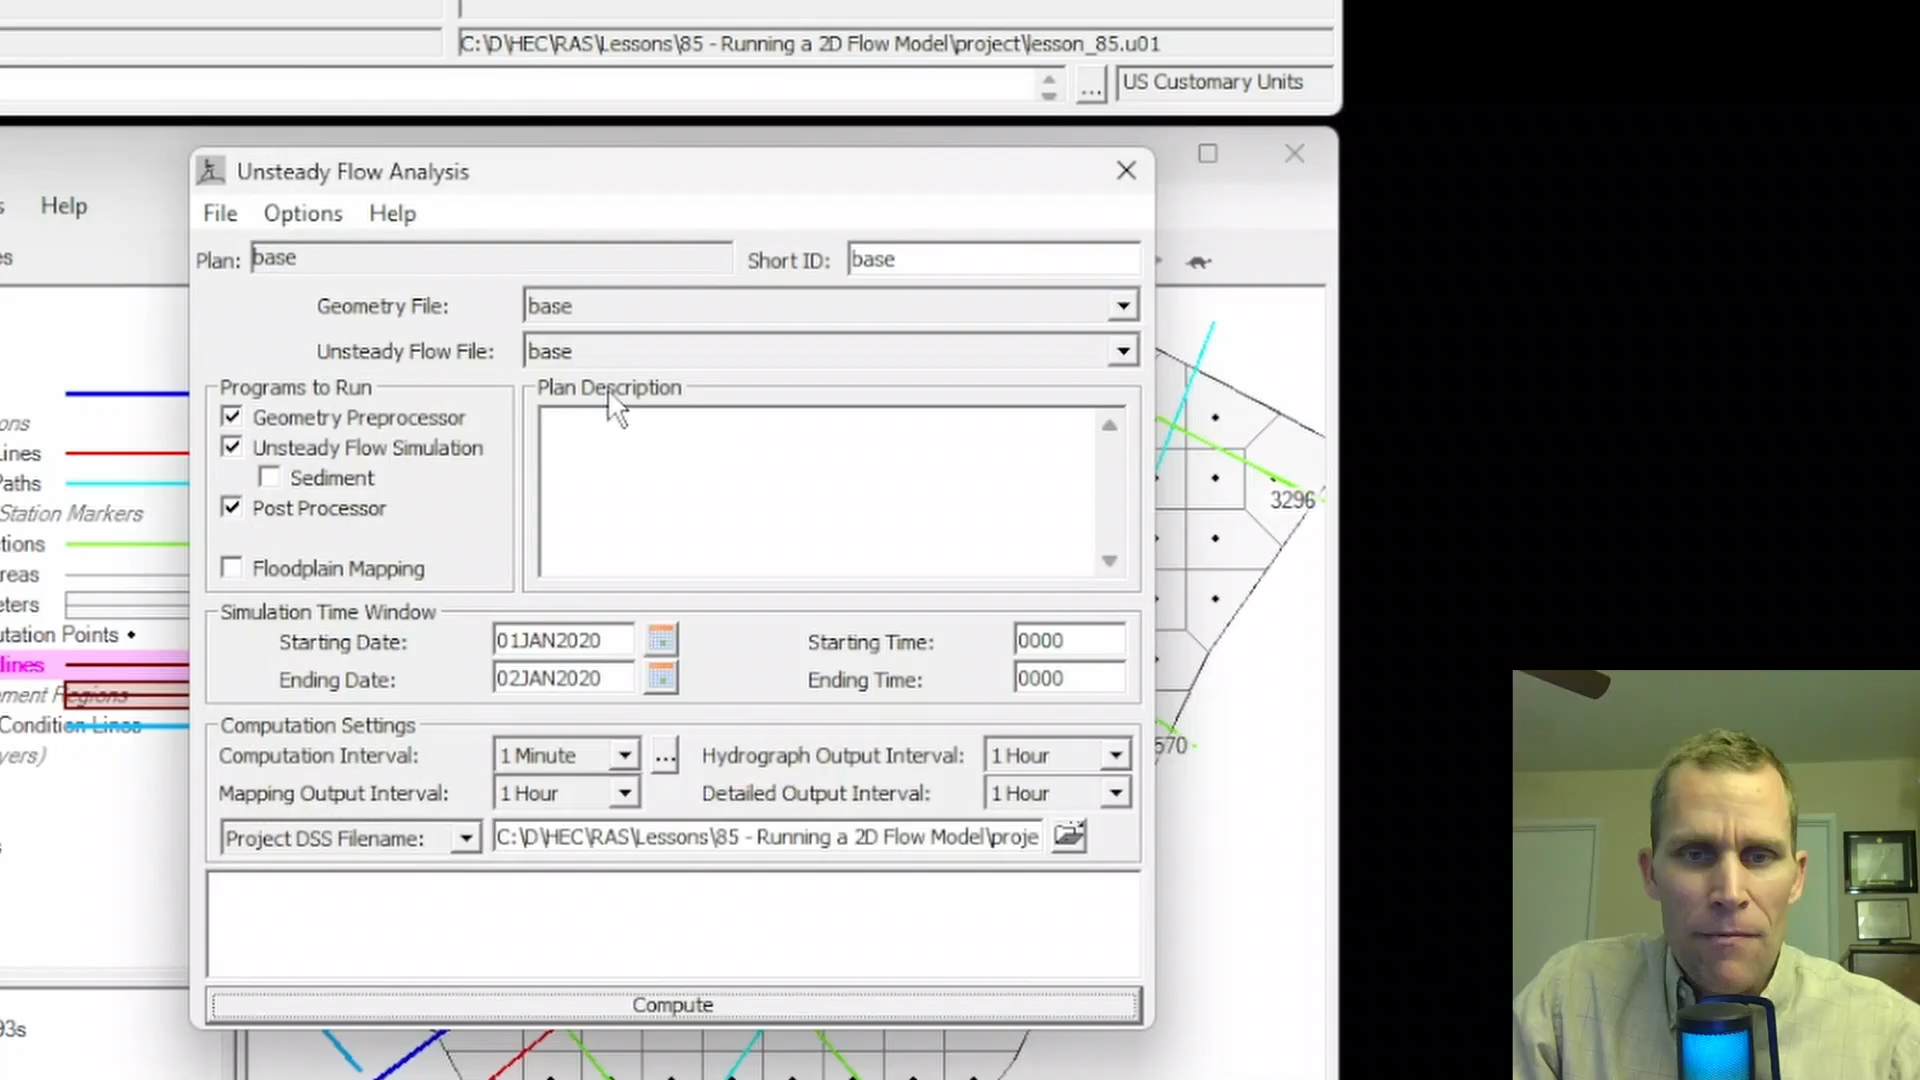 C:\D\HEC\RAS\Lessons\85 - Running a 2D Flow Model\project\lesson_85.u01
... US Customary Units
Unsteady Flow Analysis
s Help
File Options Help
es
Plan: base Short ID: base
Geometry File: base
Unsteady Flow File: base
Programs to Run
Plan Description
Geometry Preprocessor
Unsteady Flow Simulation
Sediment
Post Processor
Floodplain Mapping
ons
Lines
Paths
Station Markers
ctions
reas
eters
utation Points
lines
ment Regions
Condition Lines
yers)
3296
570
Simulation Time Window
Starting Date: 01JAN2020 Starting Time: 0000
Ending Date: 02JAN2020 Ending Time: 0000
Computation Settings
Computation Interval: 1 Minute ... Hydrograph Output Interval: 1 Hour
Mapping Output Interval: 1 Hour Detailed Output Interval: 1 Hour
Project DSS Filename: C:\D\HEC\RAS\Lessons\85 - Running a 2D Flow Model\proje
Compute
93s